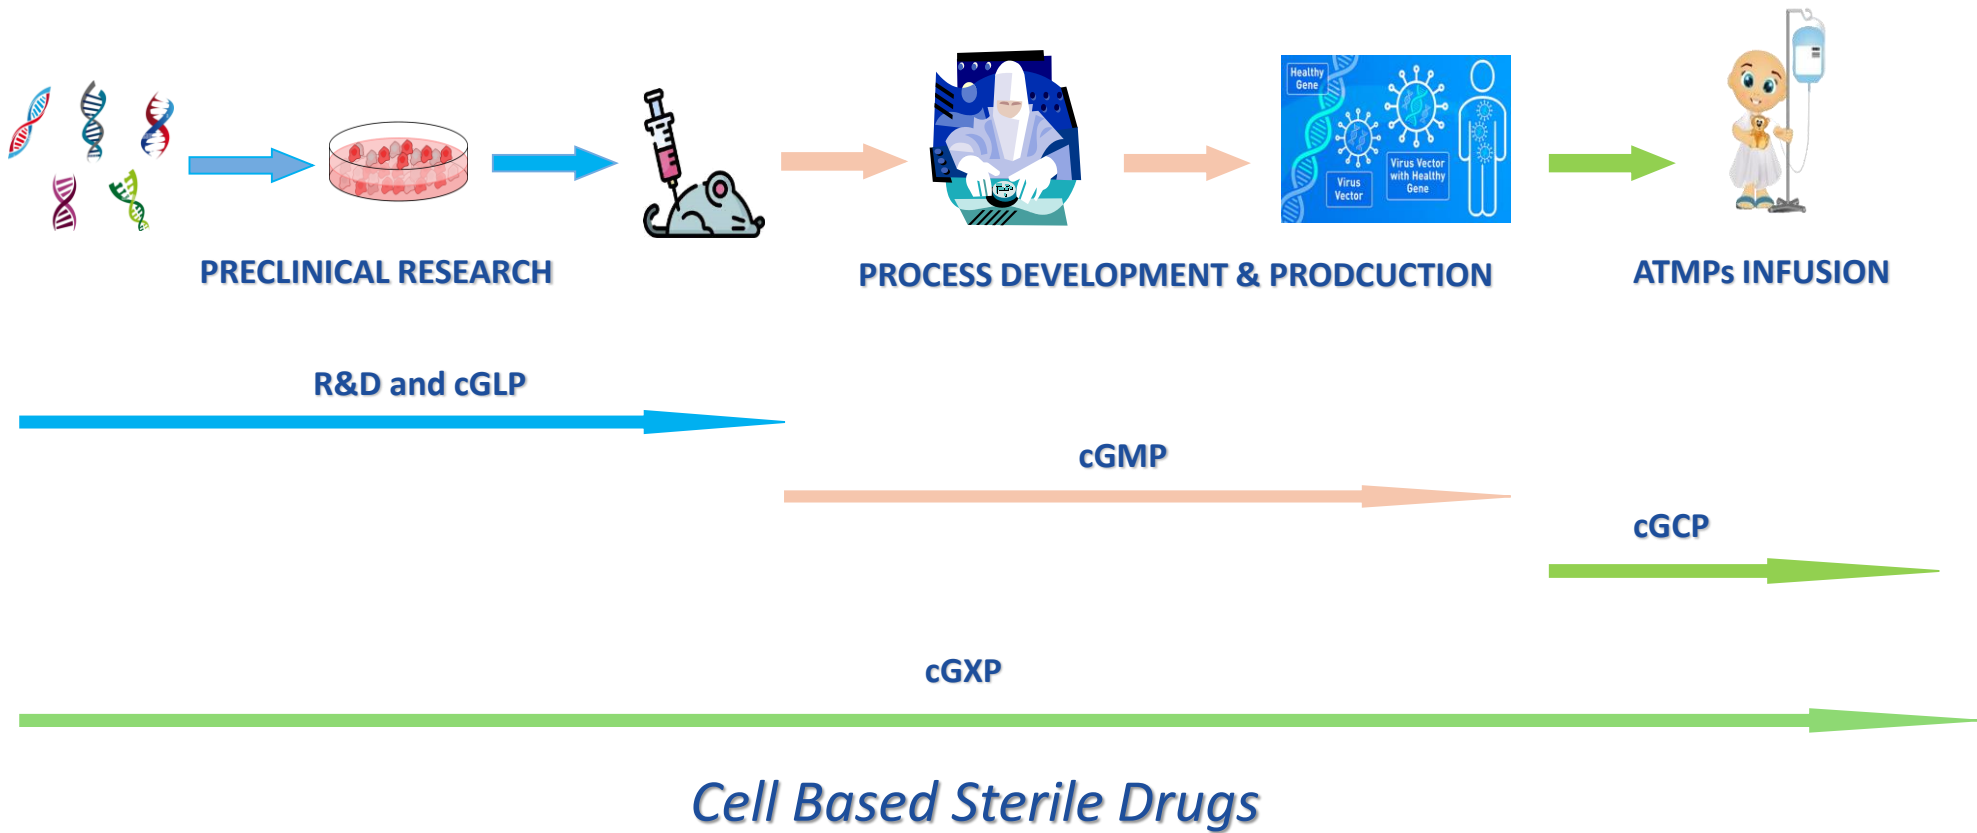 Healthy
Gene
Virus
Vector
Virus Vector
with Healthy
Gene
PRECLINICAL RESEARCH
PROCESS DEVELOPMENT & PRODCUCTION
ATMPs INFUSION
R&D and cGLP
cGMP
cGCP
cGXP
Cell Based Sterile Drugs